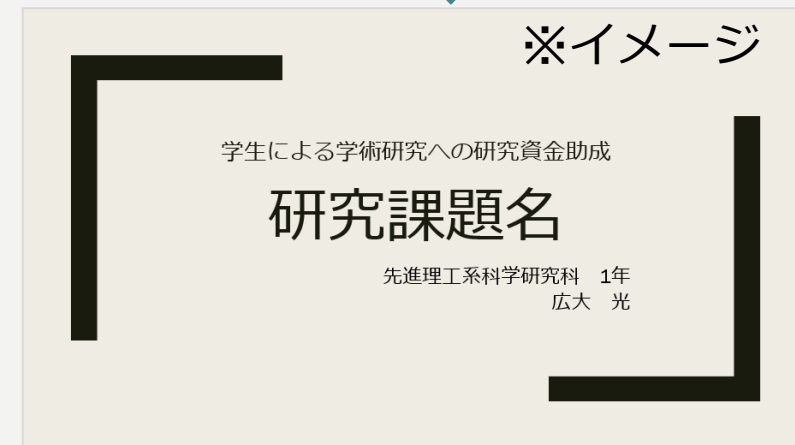 ※イメージ
学生による学術研究への研究資金助成
研究課題名
先進理工系科学研究科　1年
広大　光